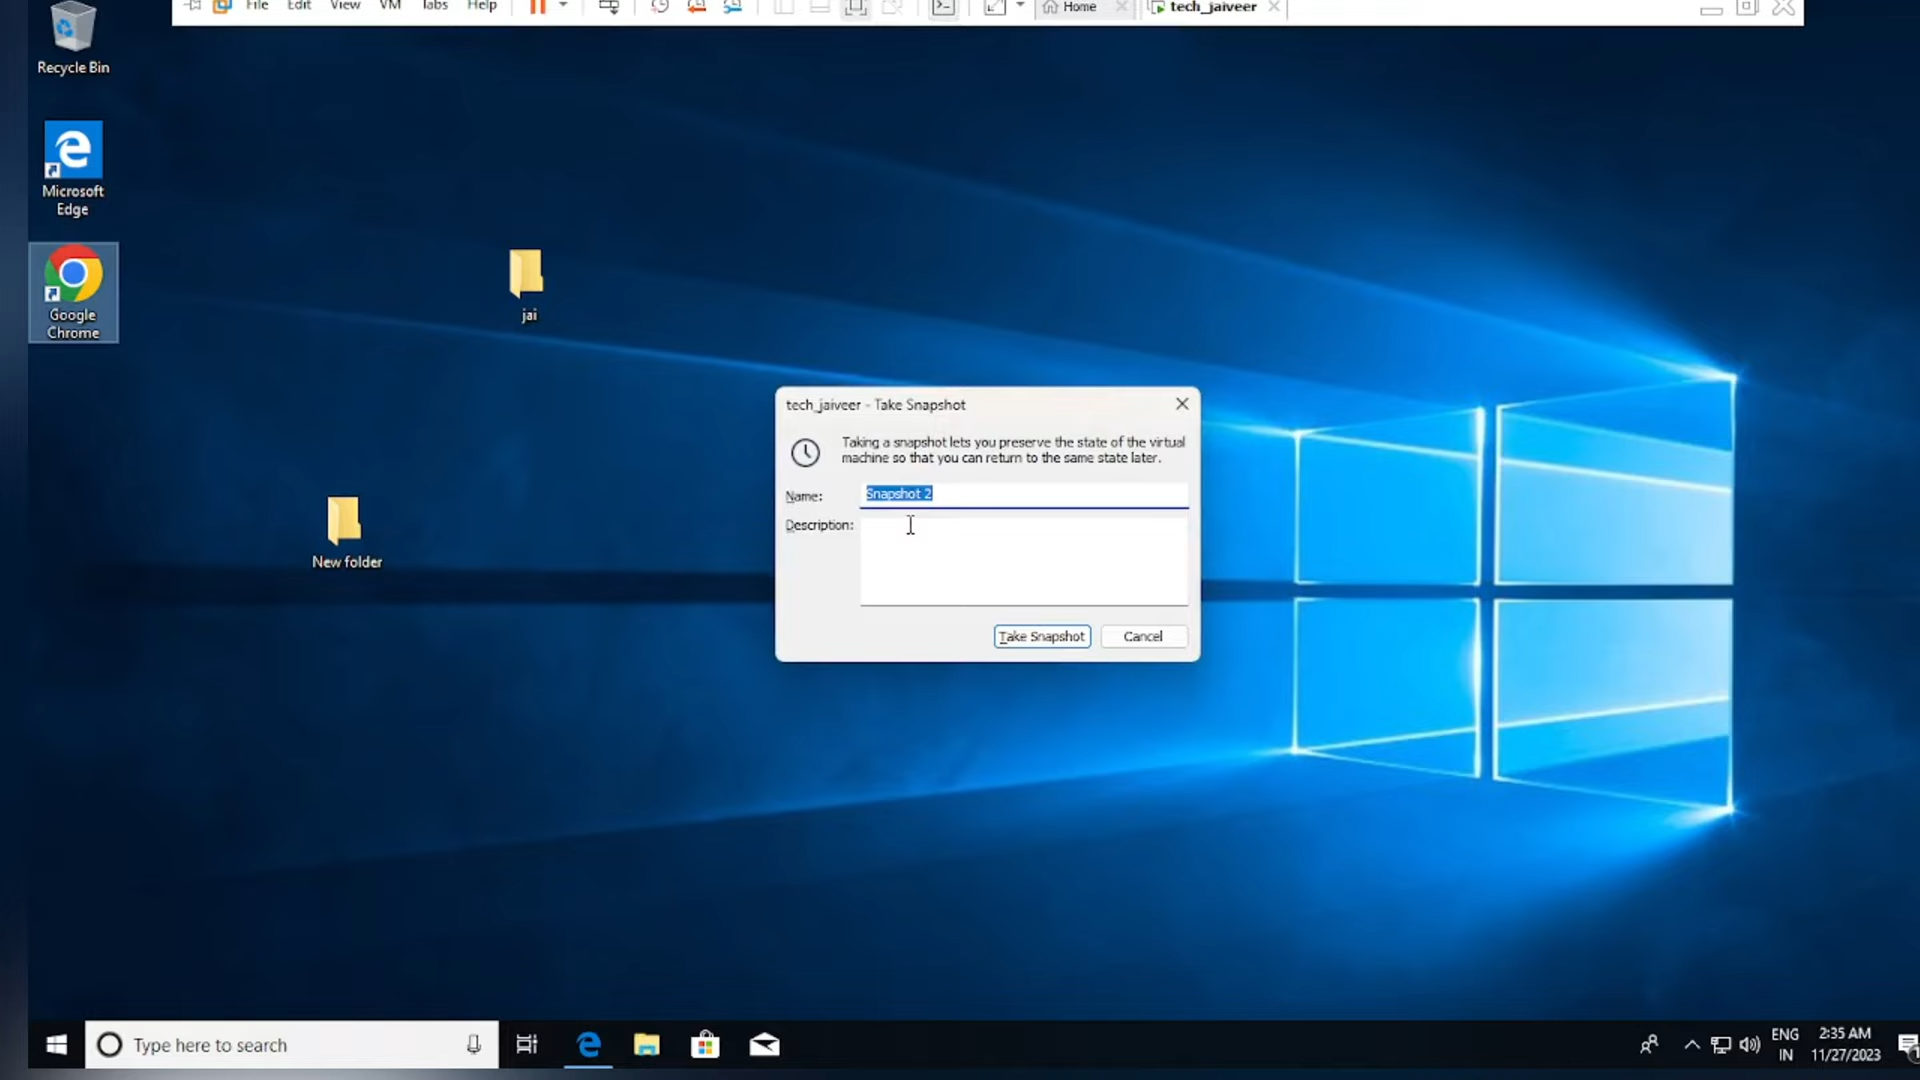 File Edit View VM Tabs Help Home tech_jaiveer
Recycle Bin
Microsoft
Edge
Google
Chrome
jai
New folder
tech_jaiveer - Take Snapshot
Taking a snapshot lets you preserve the state of the virtual
machine so that you can return to the same state later.
Name: Snapshot 2
Description:
Take Snapshot Cancel
Type here to search
ENG
IN
2:35 AM
11/27/2023
1